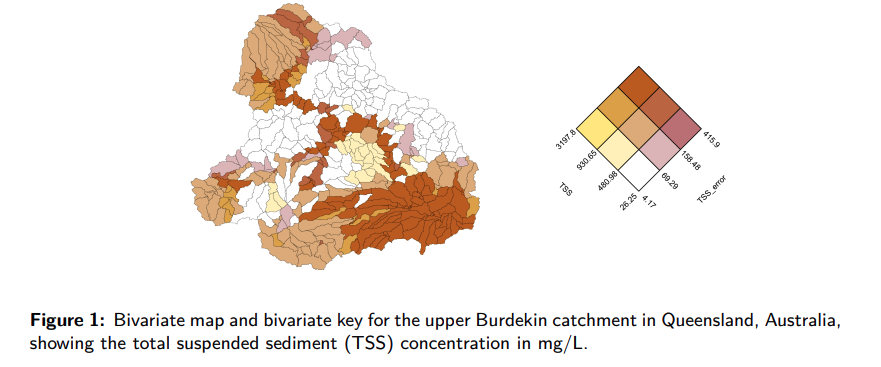 3197.8
930.65
480.98
26.25
TSS
415.9
158.48
69.29
4.17
TSS_error
Figure 1: Bivariate map and bivariate key for the upper Burdekin catchment in Queensland, Australia,
showing the total suspended sediment (TSS) concentration in mg/L.